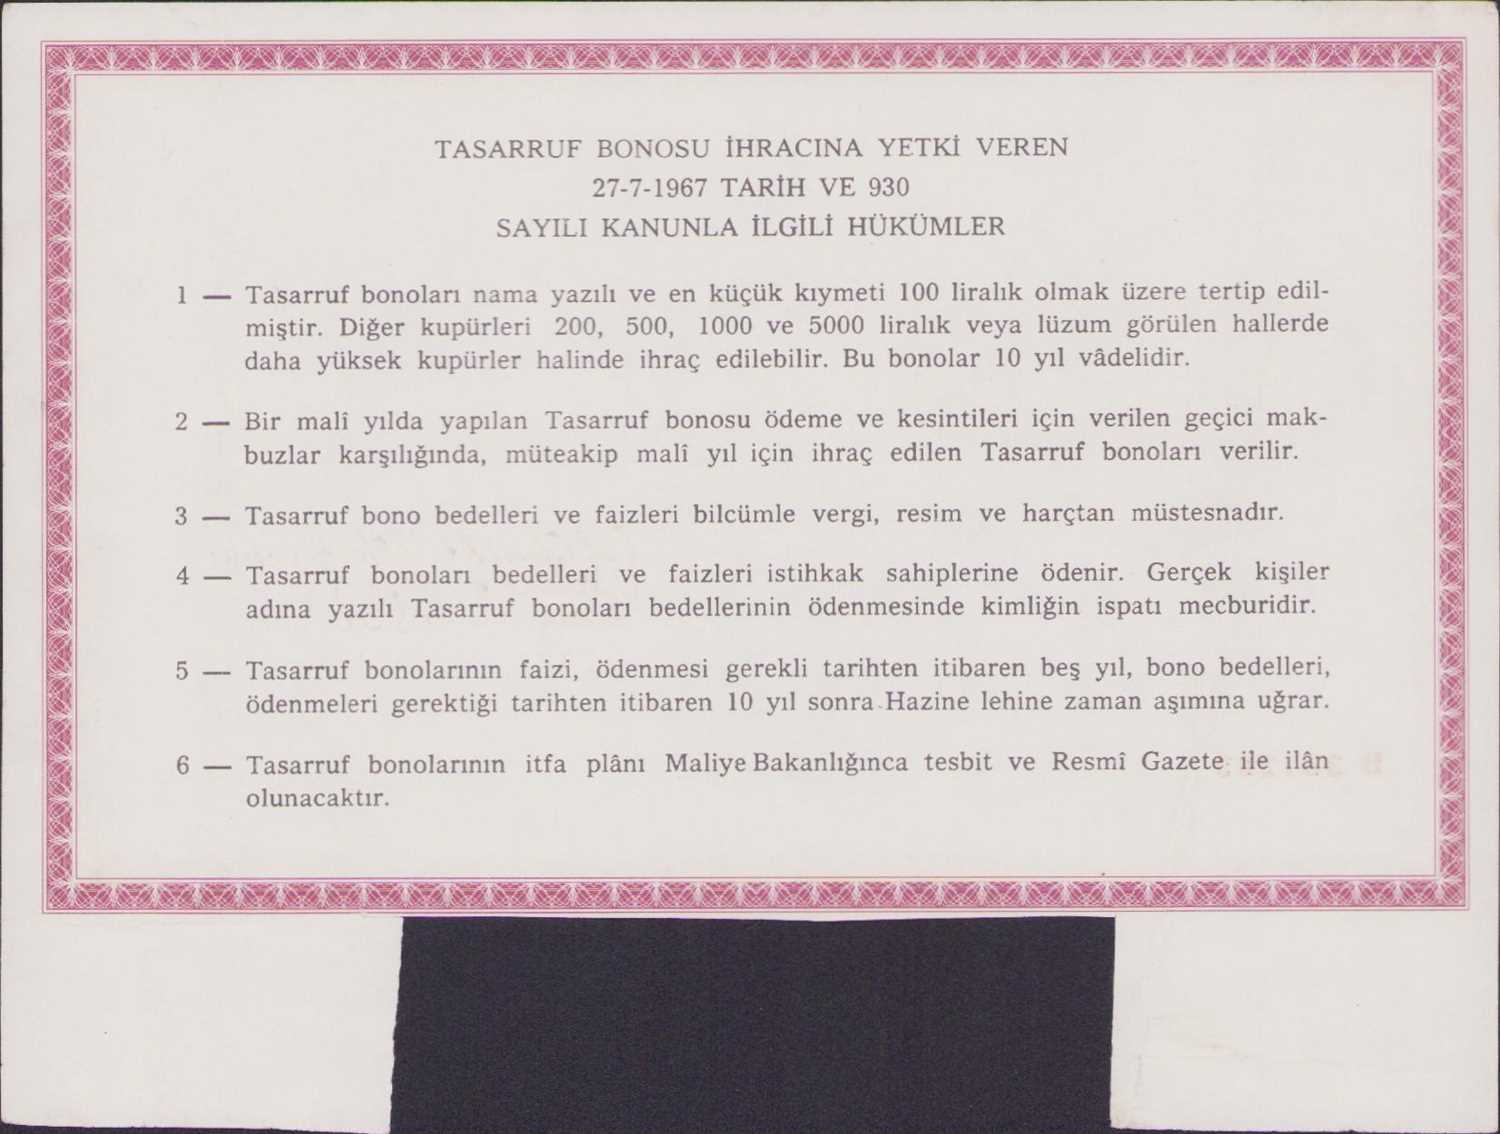 TASARRUF BONOSU İHRACINA YETKİ VEREN
27-7-1967 TARİH VE 930
SAYILI KANUNLA İLGİLİ HÜKÜMLER
1 — Tasarruf bonoları nama yazılı ve en küçük kıymeti 100 liralık olmak üzere tertip edil-
miştir. Diğer kupürleri 200, 500, 1000 ve 5000 liralık veya lüzum görülen hallerde
daha yüksek kupürler halinde ihraç edilebilir. Bu bonolar 10 yıl vâdelidir.
2 — Bir malî yılda yapılan Tasarruf bonosu ödeme ve kesintileri için verilen geçici mak-
buzlar karşılığında, müteakip malî yıl için ihraç edilen Tasarruf bonoları verilir.
3 — Tasarruf bono bedelleri ve faizleri bilcümle vergi, resim ve harçtan müstesnadır.
4 — Tasarruf bonoları bedelleri ve faizleri istihkak sahiplerine ödenir. Gerçek kişiler
adına yazılı Tasarruf bonoları bedellerinin ödenmesinde kimliğin ispatı mecburidir.
5 — Tasarruf bonolarının faizi, ödenmesi gerekli tarihten itibaren beş yıl, bono bedelleri,
ödenmeleri gerektiği tarihten itibaren 10 yıl sonra Hazine lehine zaman aşımına uğrar.
6 — Tasarruf bonolarının itfa plânı Maliye Bakanlığınca tesbit ve Resmî Gazete ile ilân
olunacaktır.